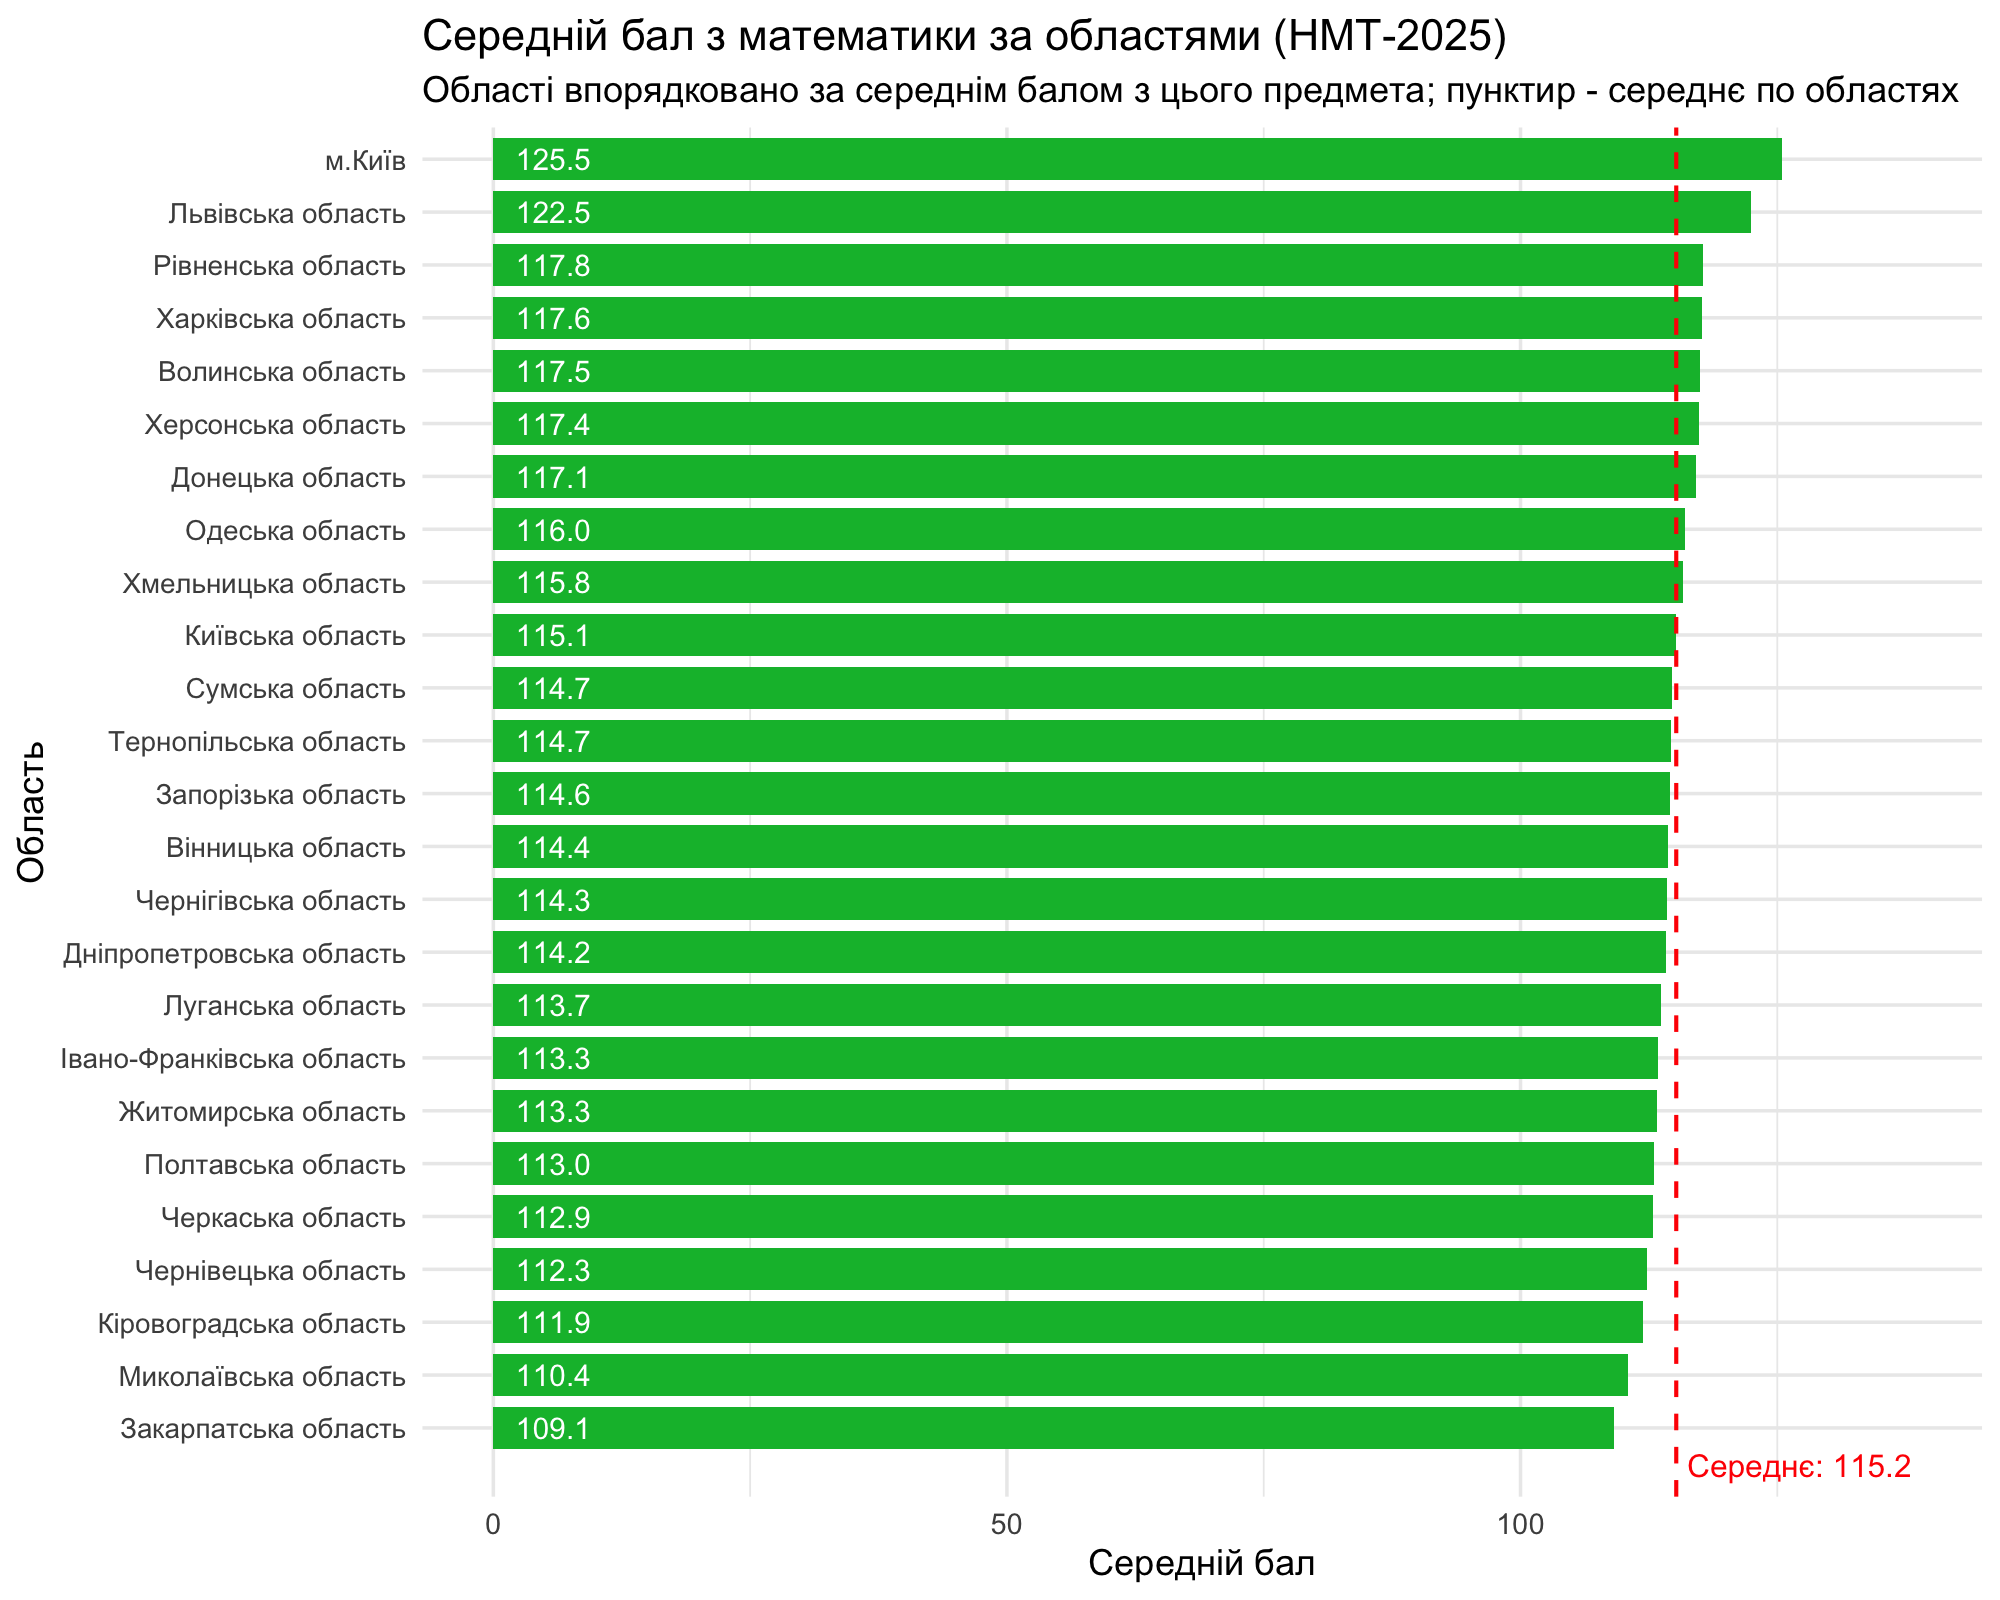 Середній бал з математики за областями (НМТ-2025)
Області впорядковано за середнім балом з цього предмета; пунктир - середнє по областях
Область
м.Київ 125.5
Львівська область 122.5
Рівненська область 117.8
Харківська область 117.6
Волинська область 117.5
Херсонська область 117.4
Донецька область 117.1
Одеська область 116.0
Хмельницька область 115.8
Київська область 115.1
Сумська область 114.7
Тернопільська область 114.7
Запорізька область 114.6
Вінницька область 114.4
Чернігівська область 114.3
Дніпропетровська область 114.2
Луганська область 113.7
Івано-Франківська область 113.3
Житомирська область 113.3
Полтавська область 113.0
Черкаська область 112.9
Чернівецька область 112.3
Кіровоградська область 111.9
Миколаївська область 110.4
Закарпатська область 109.1
Середнє: 115.2
0 50 100
Середній бал